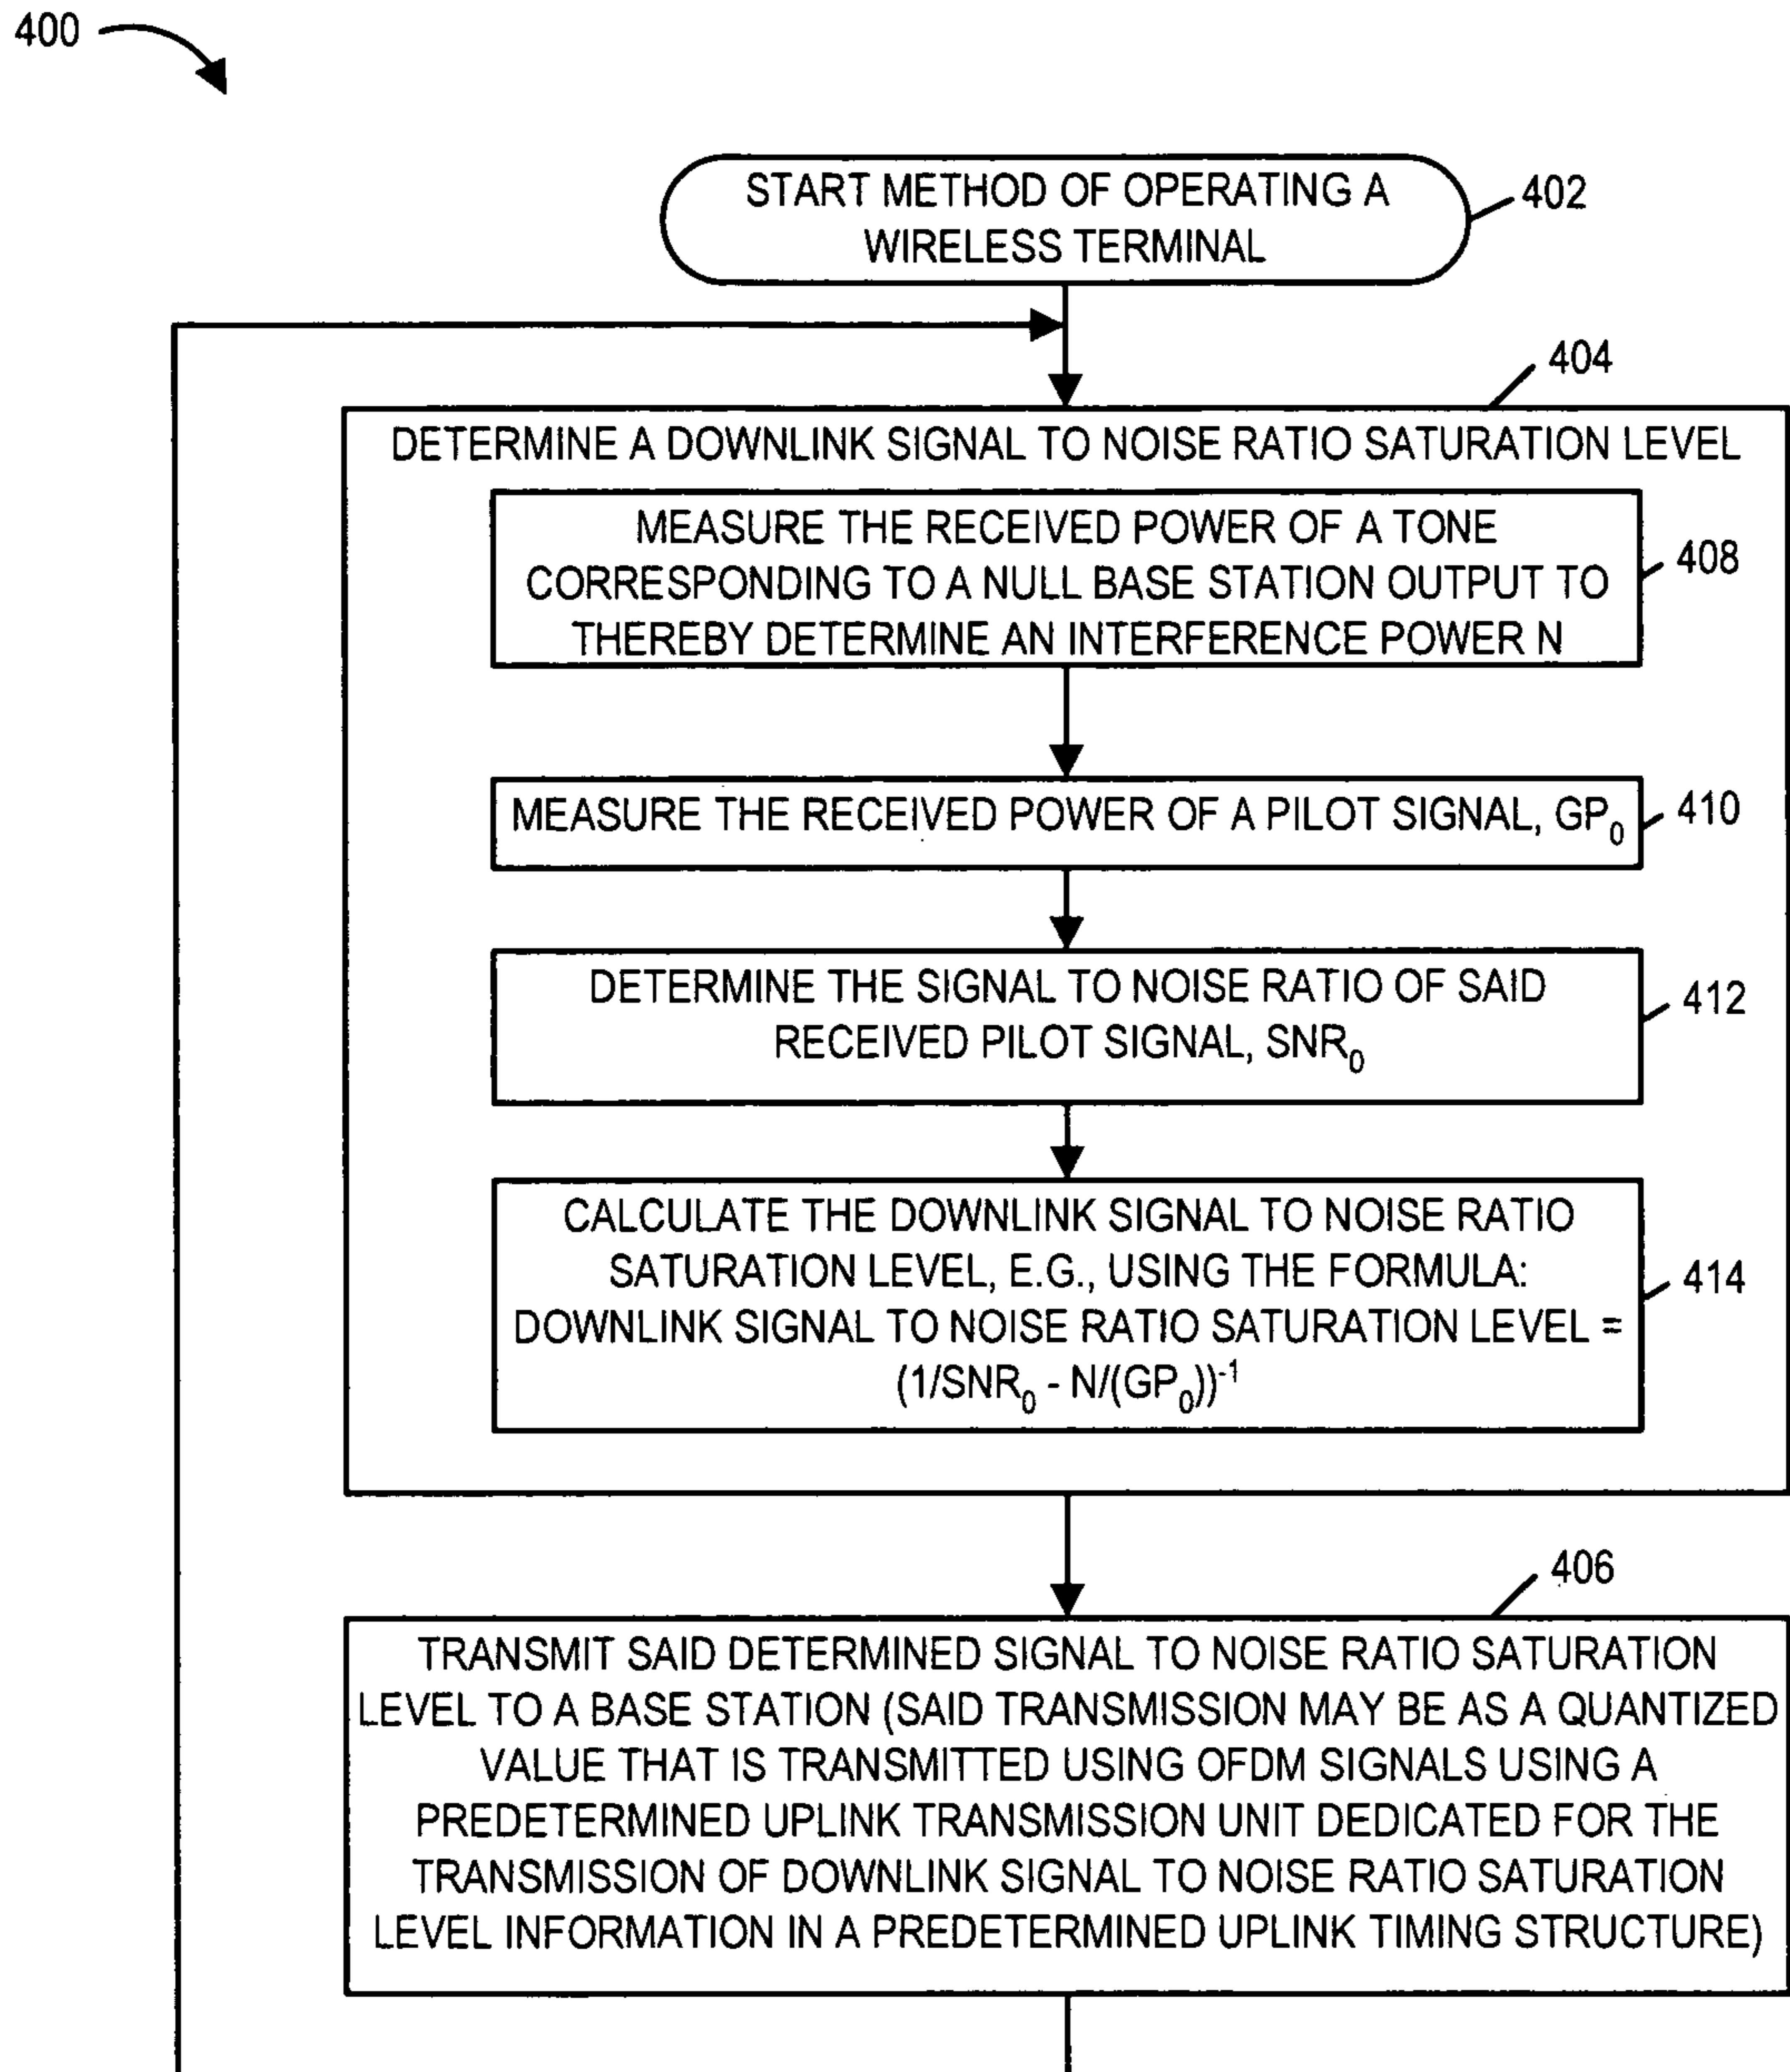 400
START METHOD OF OPERATING A
WIRELESS TERMINAL
402
404
DETERMINE A DOWNLINK SIGNAL TO NOISE RATIO SATURATION LEVEL
MEASURE THE RECEIVED POWER OF A TONE
CORRESPONDING TO A NULL BASE STATION OUTPUT TO
THEREBY DETERMINE AN INTERFERENCE POWER N
408
MEASURE THE RECEIVED POWER OF A PILOT SIGNAL, GP₀
410
DETERMINE THE SIGNAL TO NOISE RATIO OF SAID
RECEIVED PILOT SIGNAL, SNR₀
412
CALCULATE THE DOWNLINK SIGNAL TO NOISE RATIO
SATURATION LEVEL, E.G., USING THE FORMULA:
DOWNLINK SIGNAL TO NOISE RATIO SATURATION LEVEL =
(1/SNR₀ - N/(GP₀))⁻¹
414
406
TRANSMIT SAID DETERMINED SIGNAL TO NOISE RATIO SATURATION
LEVEL TO A BASE STATION (SAID TRANSMISSION MAY BE AS A QUANTIZED
VALUE THAT IS TRANSMITTED USING OFDM SIGNALS USING A
PREDETERMINED UPLINK TRANSMISSION UNIT DEDICATED FOR THE
TRANSMISSION OF DOWNLINK SIGNAL TO NOISE RATIO SATURATION
LEVEL INFORMATION IN A PREDETERMINED UPLINK TIMING STRUCTURE)